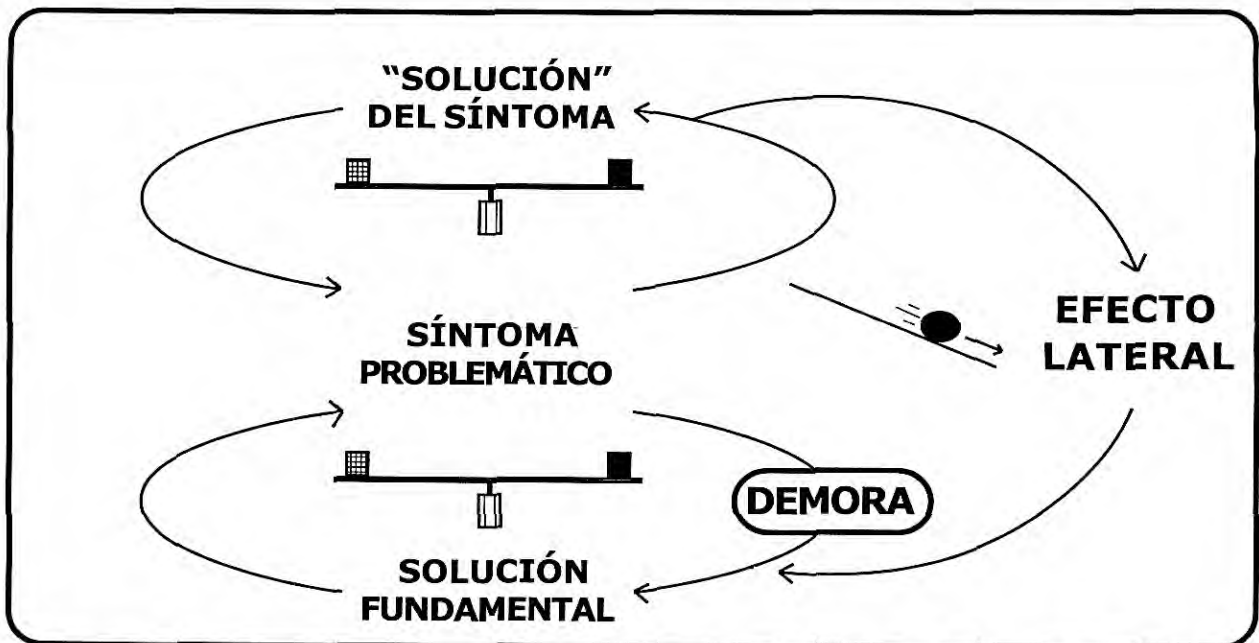 “SOLUCIÓN”
DEL SÍNTOMA
SÍNTOMA
PROBLEMÁTICO
EFECTO
LATERAL
DEMORA
SOLUCIÓN
FUNDAMENTAL